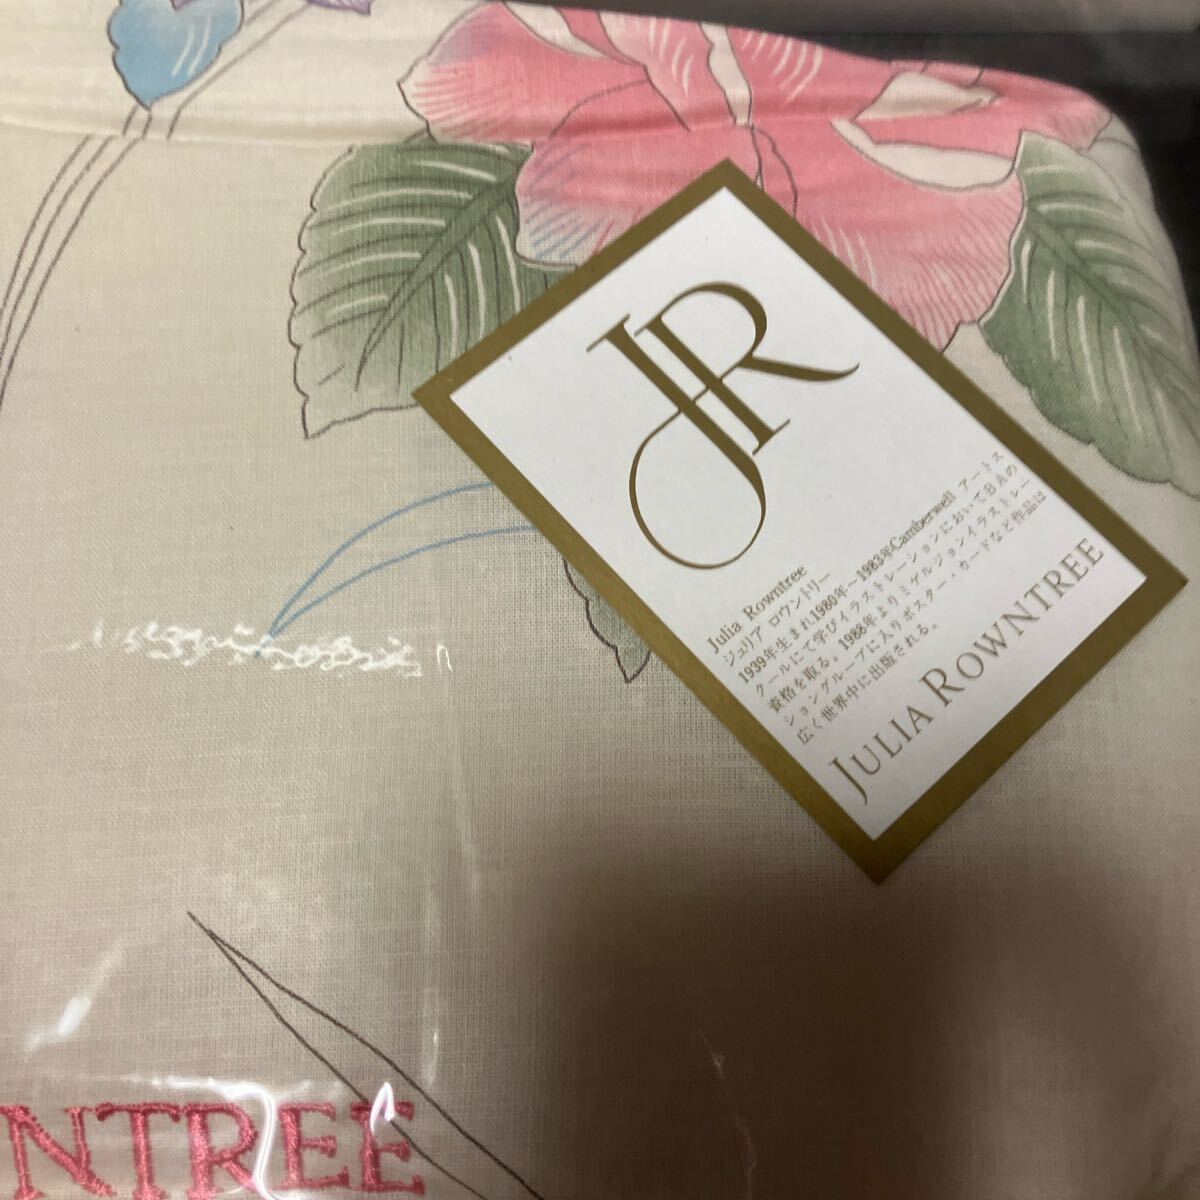 JR
Julia Rowntree
ジュリア ロウントリー
1939年生まれ1980年〜1983年Camberwell アートス
クールにて学びイラストレーションにおいてBAの
資格を取る。1988年よりミゲルジョンイラストレー
ショングループに入りポスター・カードなど作品は
広く世界中に出版される。
JULIA ROWNTREE
NTREE